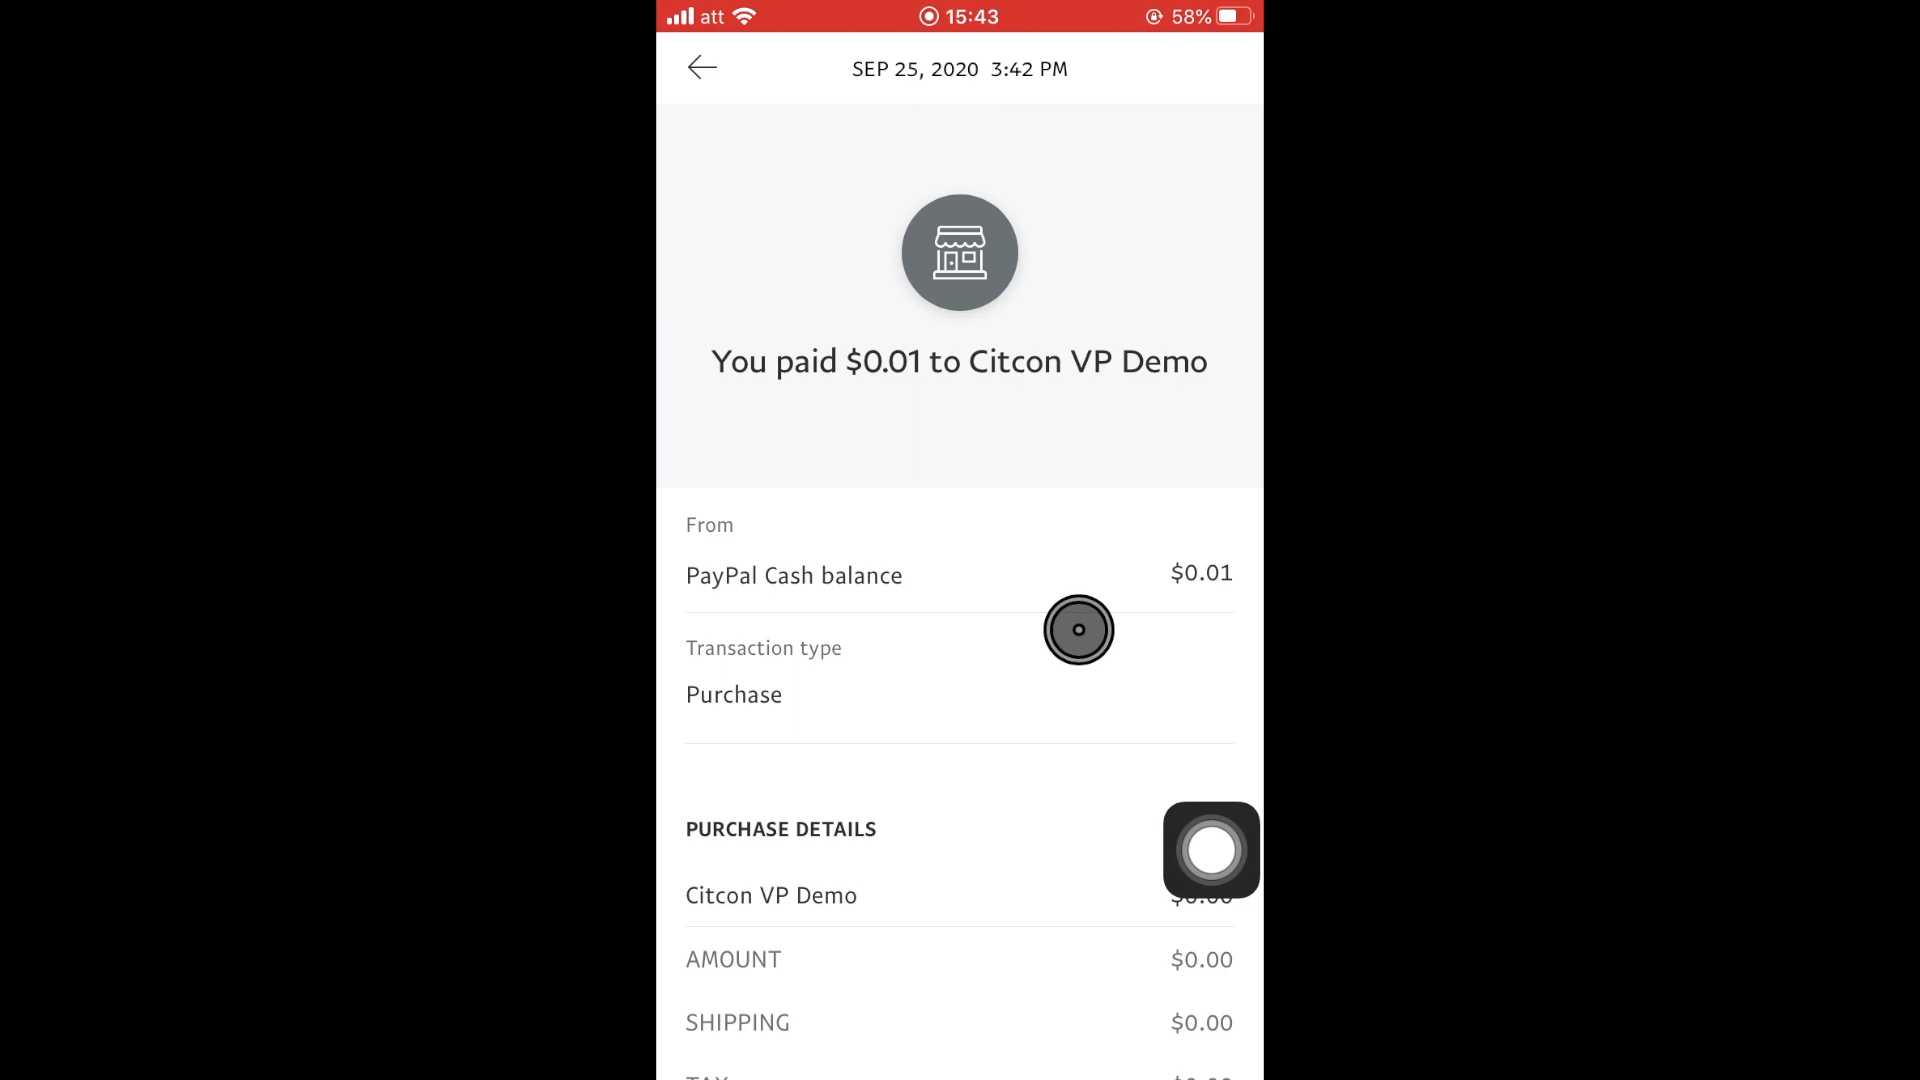 att 15:43 58%
SEP 25, 2020 3:42 PM
You paid $0.01 to Citcon VP Demo
From
PayPal Cash balance $0.01
Transaction type
Purchase
PURCHASE DETAILS
Citcon VP Demo
AMOUNT $0.00
SHIPPING $0.00